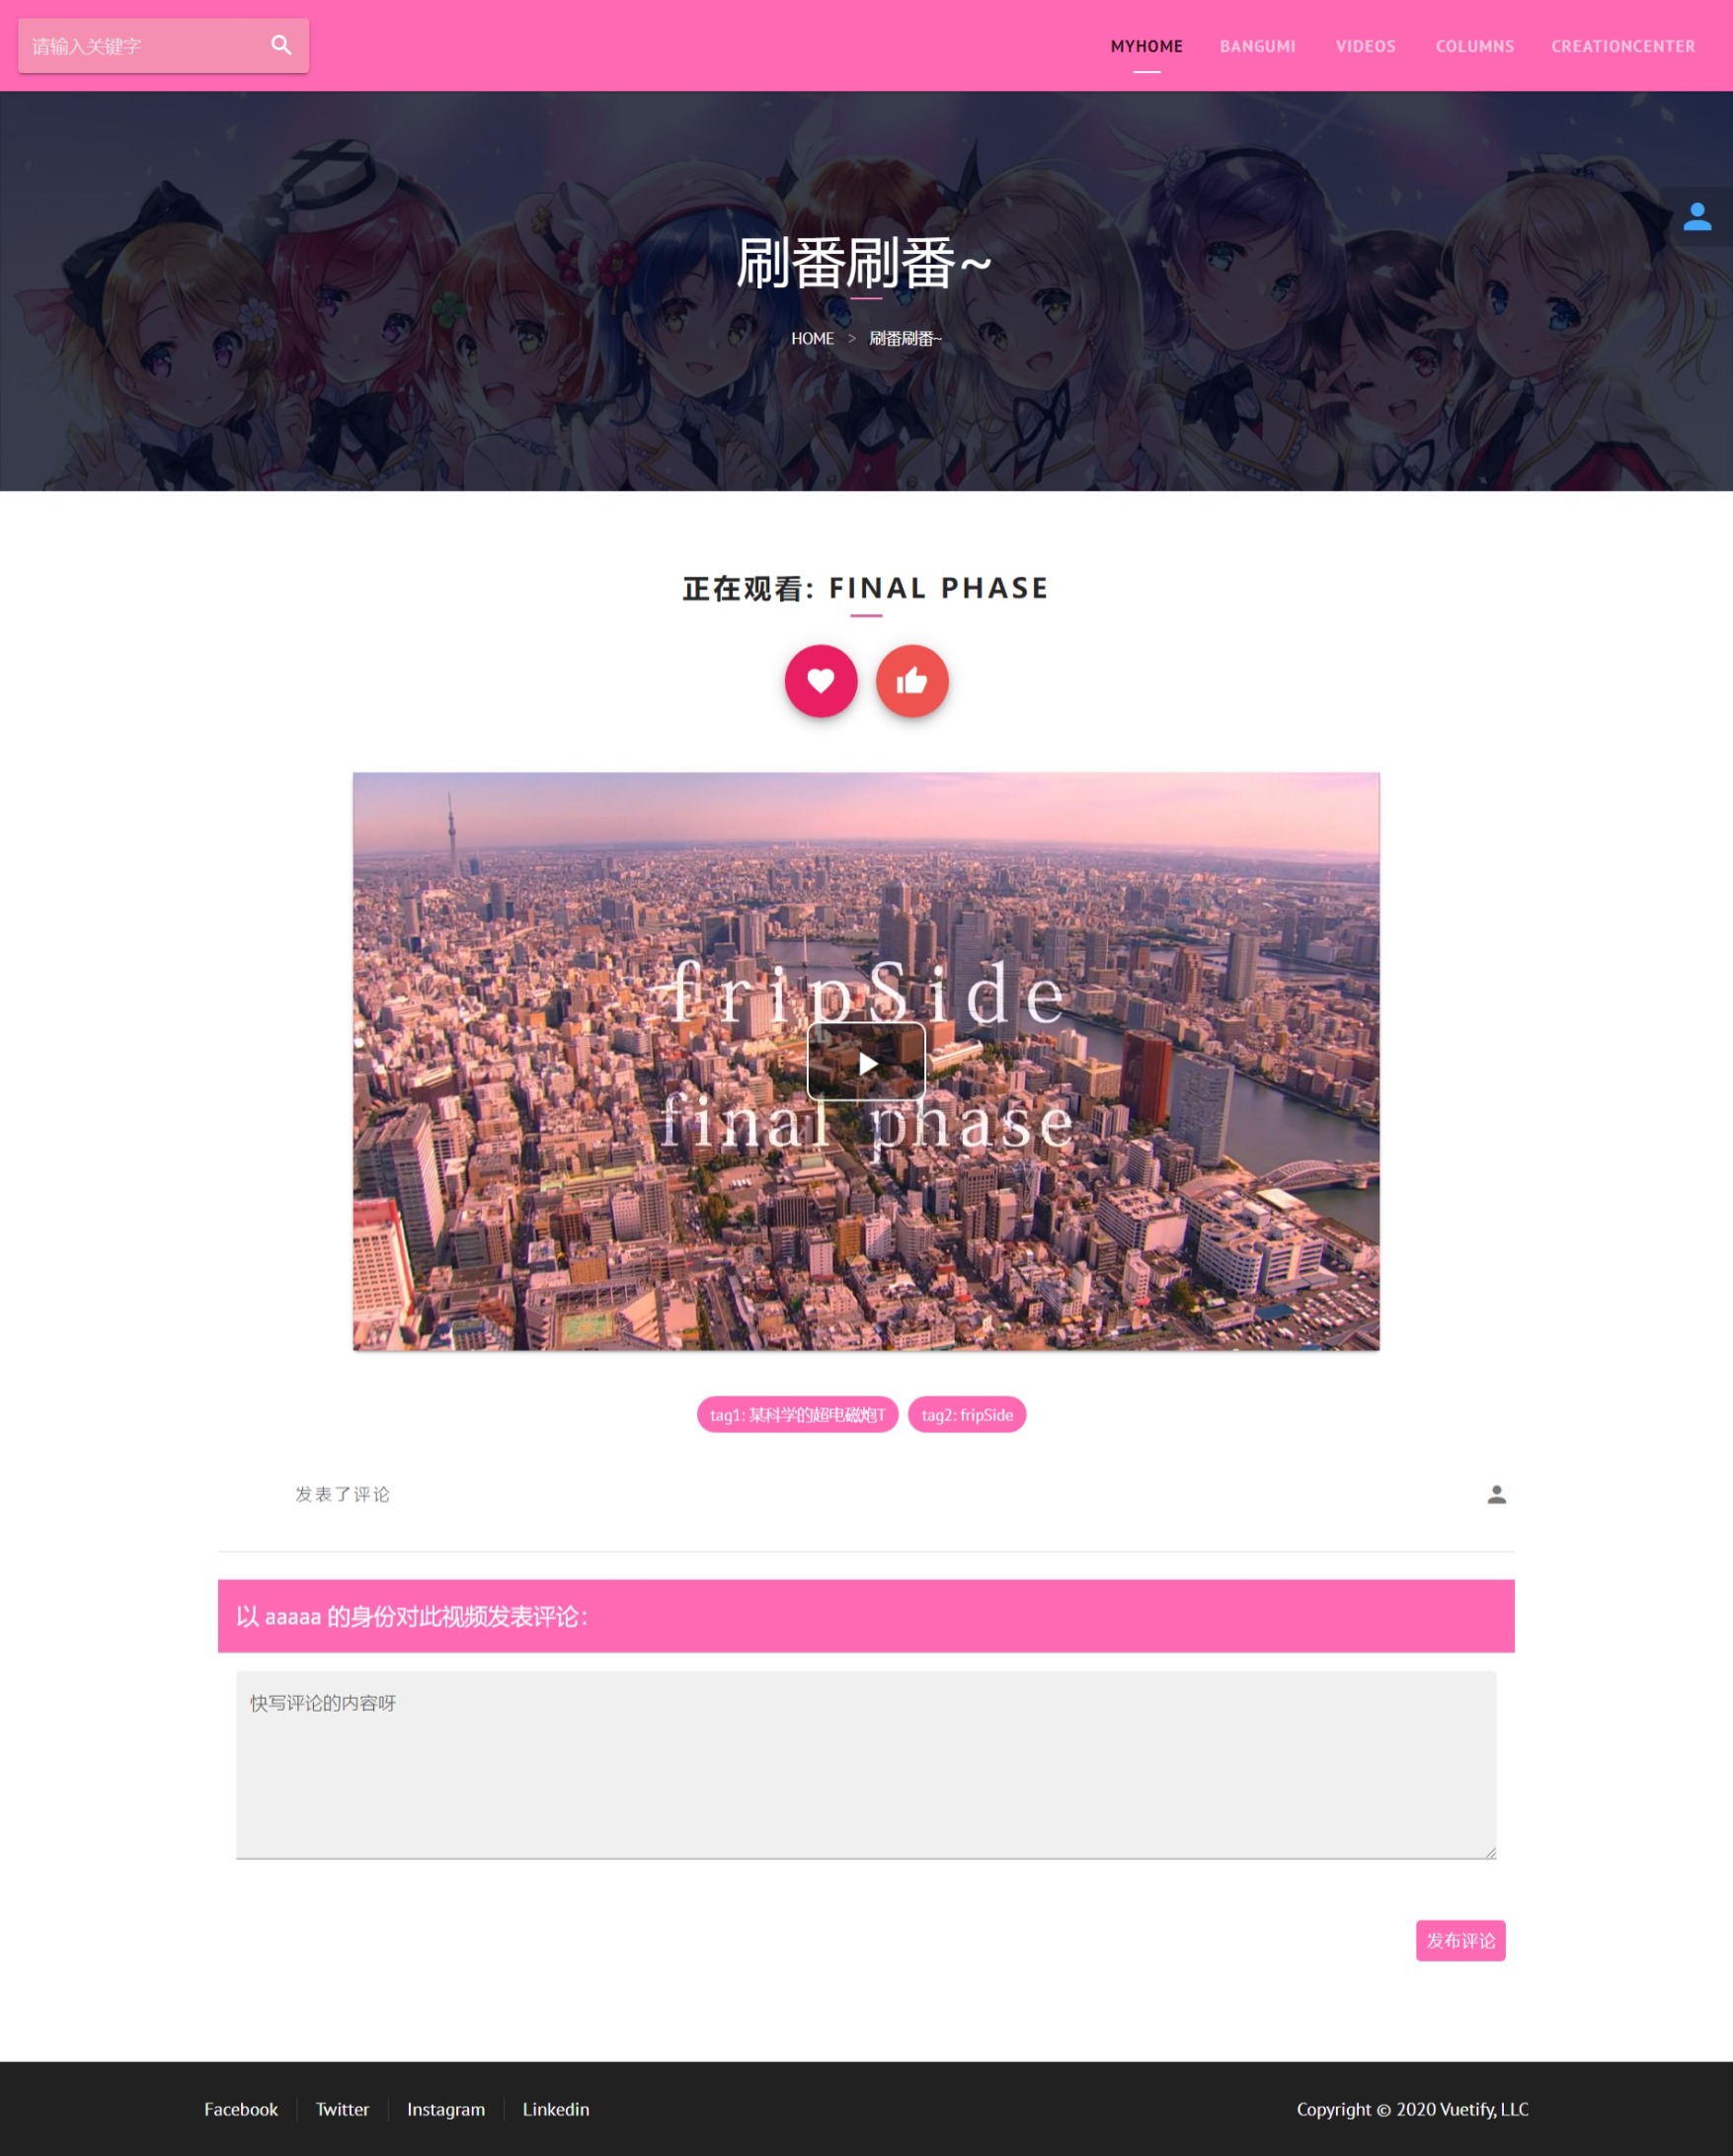 请输入关键字
MYHOME BANGUMI VIDEOS COLUMNS CREATIONCENTER
刷番刷番~
HOME > 刷番刷番~
正在观看: FINAL PHASE
fripSide
final phase
tag1: 某科学的超电磁炮T tag2: fripSide
发表了评论
以 aaaaa 的身份对此视频发表评论:
快写评论的内容呀
发布评论
Facebook Twitter Instagram Linkedin Copyright © 2020 Vuetify, LLC